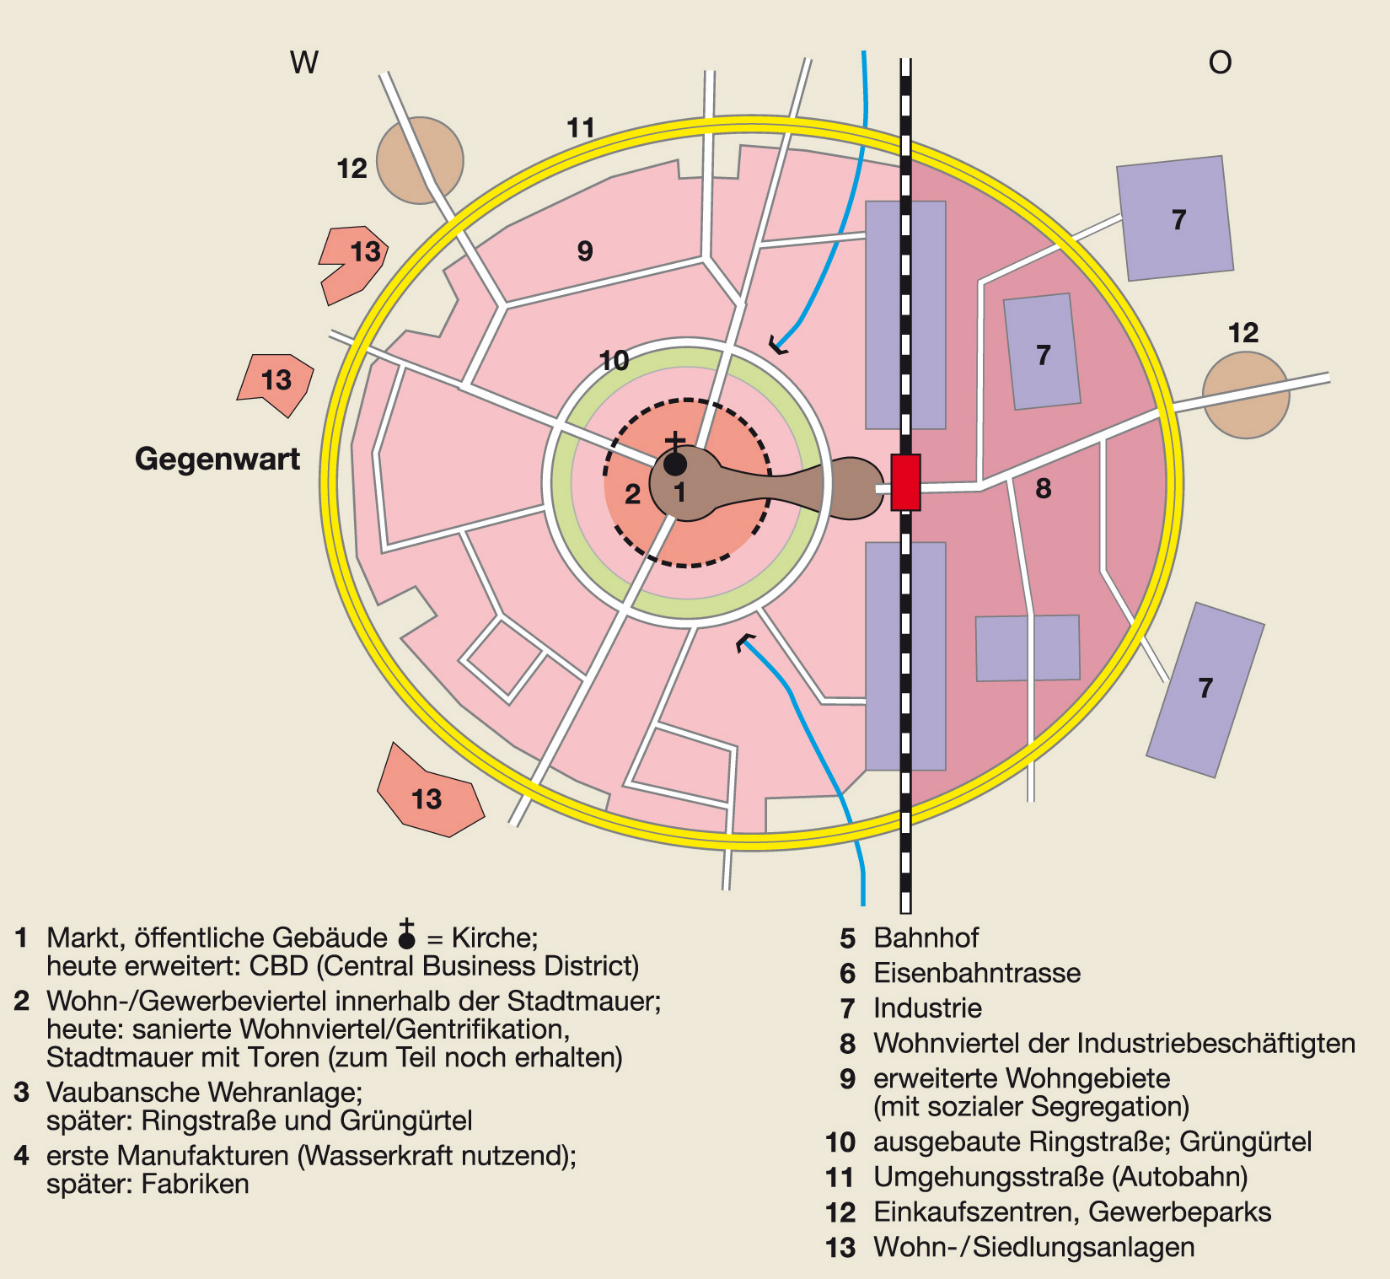 W
O
11
12
13
9
7
7
12
10
13
Gegenwart
2
1
8
7
13
1 Markt, öffentliche Gebäude = Kirche;
heute erweitert: CBD (Central Business District)
2 Wohn-/Gewerbeviertel innerhalb der Stadtmauer;
heute: sanierte Wohnviertel/Gentrifikation,
Stadtmauer mit Toren (zum Teil noch erhalten)
3 Vaubansche Wehranlage;
später: Ringstraße und Grüngürtel
4 erste Manufakturen (Wasserkraft nutzend);
später: Fabriken
5 Bahnhof
6 Eisenbahntrasse
7 Industrie
8 Wohnviertel der Industriebeschäftigten
9 erweiterte Wohngebiete
(mit sozialer Segregation)
10 ausgebaute Ringstraße; Grüngürtel
11 Umgehungsstraße (Autobahn)
12 Einkaufszentren, Gewerbeparks
13 Wohn-/Siedlungsanlagen